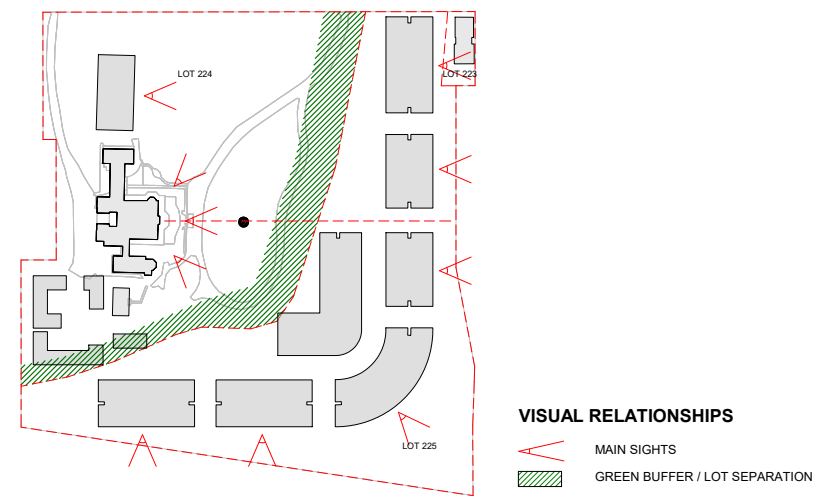 LOT 224
LOT 223
LOT 225
VISUAL RELATIONSHIPS
MAIN SIGHTS
GREEN BUFFER / LOT SEPARATION